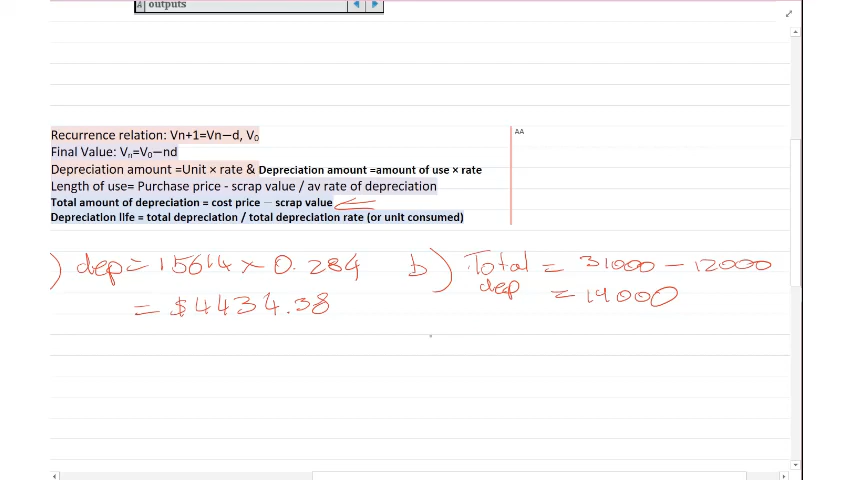 outputs
Recurrence relation: Vn+1=Vn−d, V₀
Final Value: Vₙ=V₀−nd
Depreciation amount =Unit × rate & Depreciation amount =amount of use × rate
Length of use= Purchase price - scrap value / av rate of depreciation
Total amount of depreciation = cost price − scrap value
Depreciation life = total depreciation / total depreciation rate (or unit consumed)
AA
) dep = 15614 × 0.284
= $4434.38
b) Total dep = 31000 − 12000
= 19000